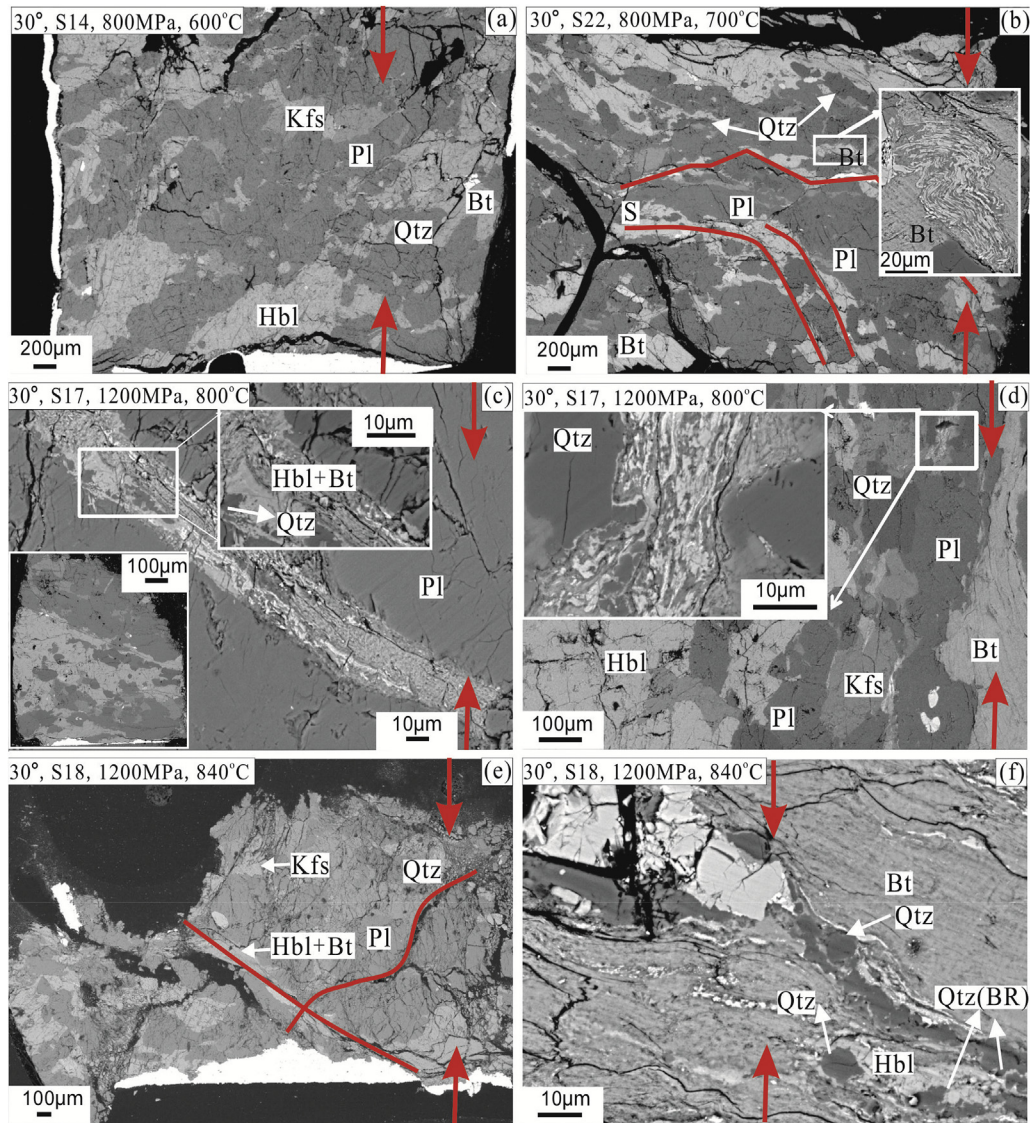 30°, S14, 800MPa, 600°C
(a)
Kfs
Pl
Bt
Qtz
Hbl
200μm
30°, S22, 800MPa, 700°C
(b)
Qtz
Bt
S
Pl
Pl
Bt
20μm
Bt
200μm
30°, S17, 1200MPa, 800°C
(c)
10μm
Hbl+Bt
Qtz
Pl
100μm
10μm
30°, S17, 1200MPa, 800°C
(d)
Qtz
Qtz
Pl
10μm
Hbl
Bt
Kfs
Pl
100μm
30°, S18, 1200MPa, 840°C
(e)
Kfs
Qtz
Pl
Hbl+Bt
100μm
30°, S18, 1200MPa, 840°C
(f)
Bt
Qtz
Qtz
Qtz(BR)
Hbl
10μm